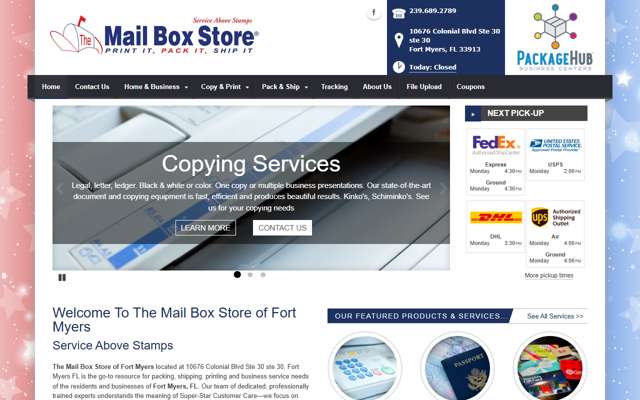 Service Above Stamps
The Mail Box Store®
PRINT IT, PACK IT, SHIP IT
f
239.689.2789
10676 Colonial Blvd Ste 30
ste 30
Fort Myers, FL 33913
Today: Closed
PACKAGEHUB
BUSINESS CENTERS
Home Contact Us Home & Business Copy & Print Pack & Ship Tracking About Us File Upload Coupons
Copying Services
Legal, letter, ledger. Black & white or color. One copy or multiple business presentations. Our state-of-the-art
document and copying equipment is fast, efficient and produces beautiful results. Kinko's, Schminko's. See
us for your copying needs
LEARN MORE CONTACT US
NEXT PICK-UP
FedEx
Authorized ShipCenter
Express
Monday 4:30 PM
Ground
Monday 4:30 PM
UNITED STATES
POSTAL SERVICE
Approved Postal Provider
USPS
Monday 2:00 PM
DHL
DHL
Monday 3:30 PM
ups
Authorized
Shipping
Outlet
Air
Monday 4:00 PM
Ground
Monday 4:00 PM
More pickup times
Welcome To The Mail Box Store of Fort
Myers
Service Above Stamps
The Mail Box Store of Fort Myers located at 10676 Colonial Blvd Ste 30 ste 30, Fort
Myers FL is the go-to resource for packing, shipping, printing and business service needs
of the residents and businesses of Fort Myers, FL. Our team of dedicated, professionally
trained experts understands the meaning of Super-Star Customer Care—we focus on
OUR FEATURED PRODUCTS & SERVICES...
See All Services >>
PASSPORT